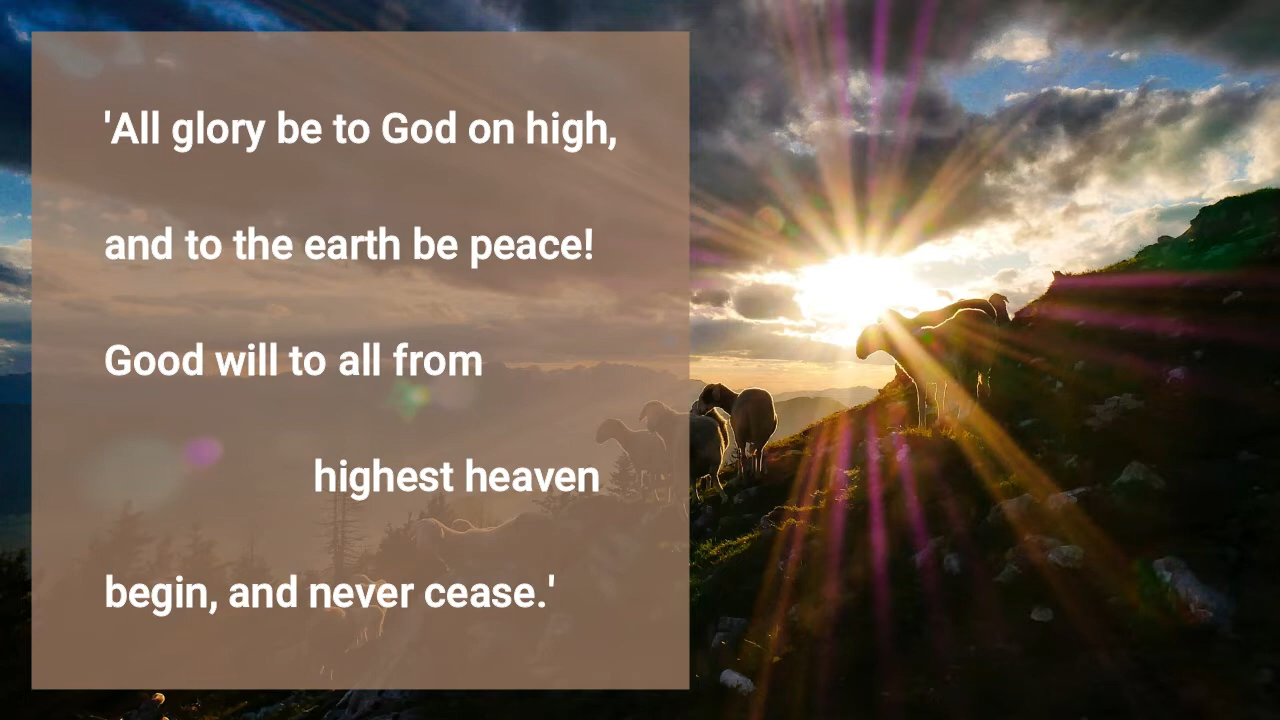 'All glory be to God on high,
and to the earth be peace!
Good will to all from
highest heaven
begin, and never cease.'